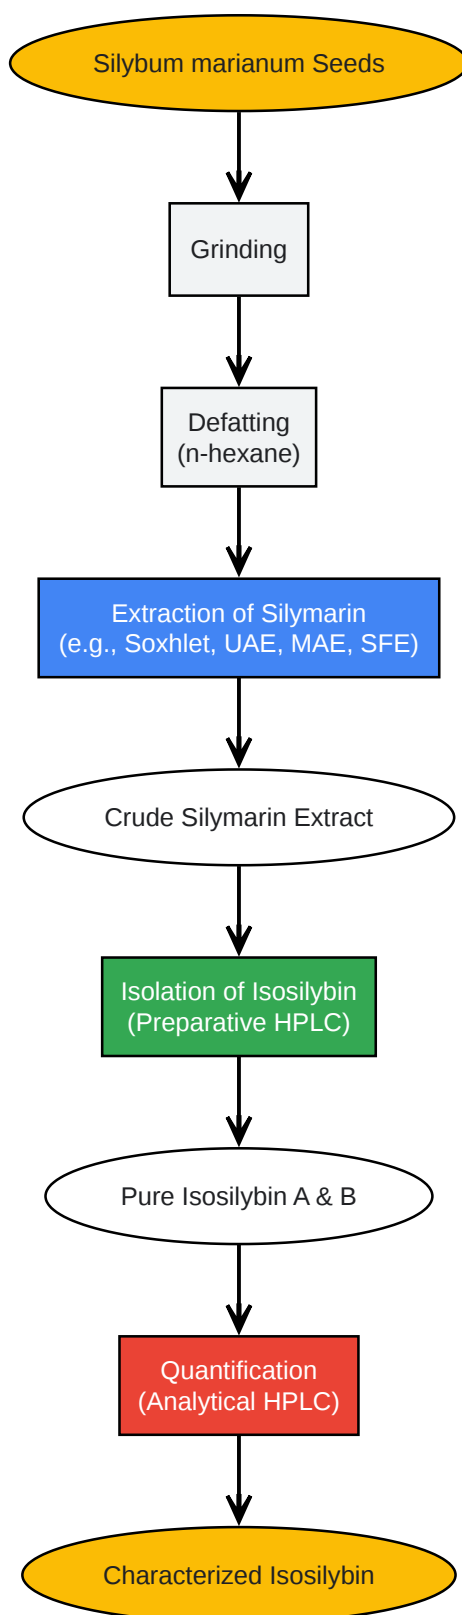 Silybum marianum Seeds
Grinding
Defatting
(n-hexane)
Extraction of Silymarin
(e.g., Soxhlet, UAE, MAE, SFE)
Crude Silymarin Extract
Isolation of Isosilybin
(Preparative HPLC)
Pure Isosilybin A & B
Quantification
(Analytical HPLC)
Characterized Isosilybin